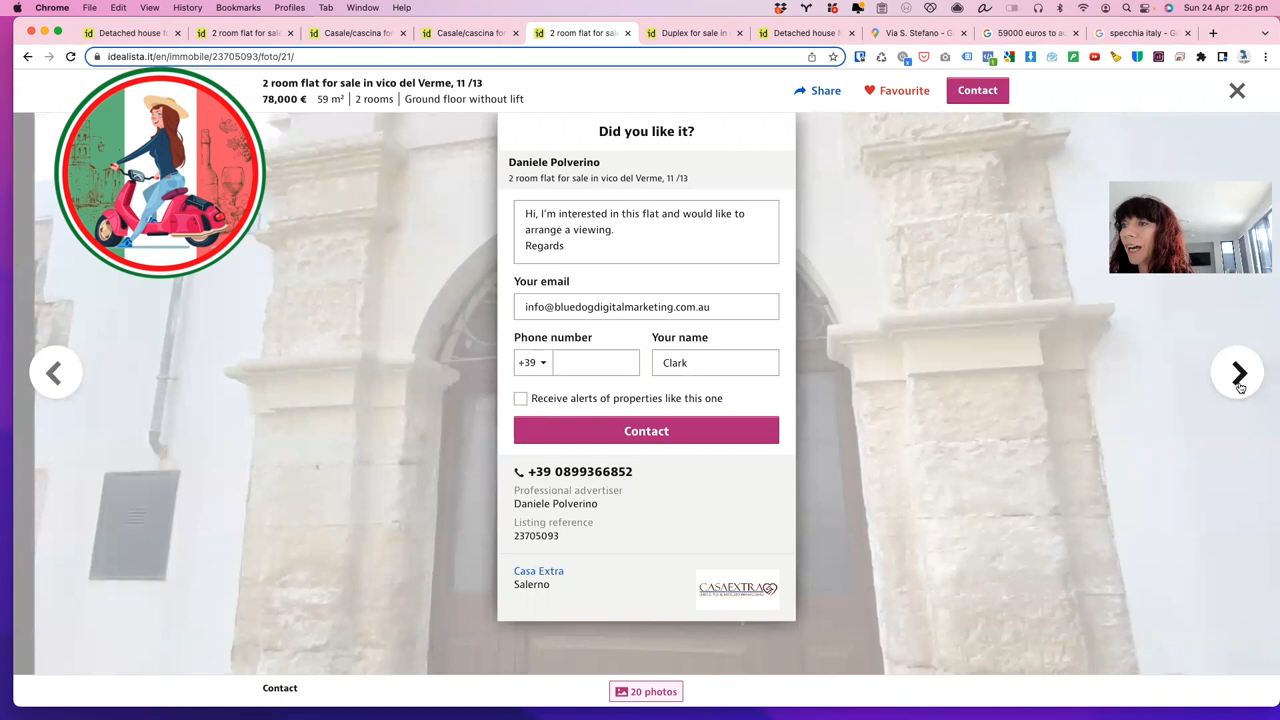 Chrome File Edit View History Bookmarks Profiles Tab Window Help
Sun 24 Apr 2:26 pm
Detached house f
2 room flat for sal
Casale/cascina for
Casale/cascina for
2 room flat for sal
Duplex for sale in
Detached house f
Via S. Stefano - G
59000 euros to au
specchia italy - Go
idealista.it/en/immobile/23705093/foto/21/
2 room flat for sale in vico del Verme, 11 /13
78,000 € 59 m² 2 rooms Ground floor without lift
Share
Favourite
Contact
Did you like it?
Daniele Polverino
2 room flat for sale in vico del Verme, 11 /13
Hi, I'm interested in this flat and would like to
arrange a viewing.
Regards
Your email
info@bluedogdigitalmarketing.com.au
Phone number
Your name
+39
Clark
Receive alerts of properties like this one
Contact
+39 0899366852
Professional advertiser
Daniele Polverino
Listing reference
23705093
Casa Extra
Salerno
CASAEXTRA
Contact
20 photos